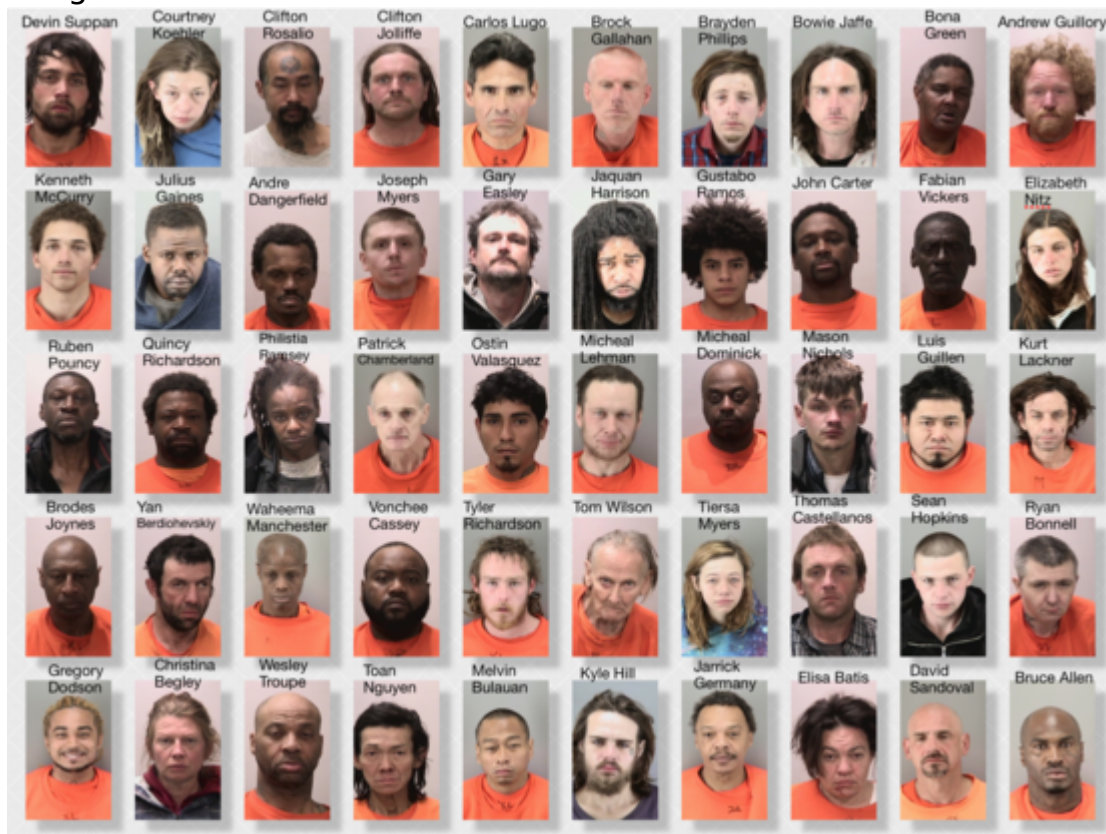 Devin Suppan
Courtney
Koehler
Clifton
Rosalio
Clifton
Jolliffe
Carlos Lugo
Brock
Gallahan
Brayden
Phillips
Bowie Jaffe
Bona
Green
Andrew Guillory
Kenneth
McCurry
Julius
Gaines
Andre
Dangerfield
Joseph
Myers
Gary
Easley
Jaquan
Harrison
Gustabo
Ramos
John Carter
Fabian
Vickers
Elizabeth
Nitz
Ruben
Pouncy
Quincy
Richardson
Philistia
Ramsey
Patrick
Chamberland
Ostin
Valasquez
Micheal
Lehman
Micheal
Dominick
Mason
Nichols
Luis
Guillen
Kurt
Lackner
Brodes
Joynes
Yan
Berdiohevskiy
Waheema
Manchester
Vonchee
Cassey
Tyler
Richardson
Tom Wilson
Tiersa
Myers
Thomas
Castellanos
Sean
Hopkins
Ryan
Bonnell
Gregory
Dodson
Christina
Begley
Wesley
Troupe
Toan
Nguyen
Melvin
Bulauan
Kyle Hill
Jarrick
Germany
Elisa Batis
David
Sandoval
Bruce Allen